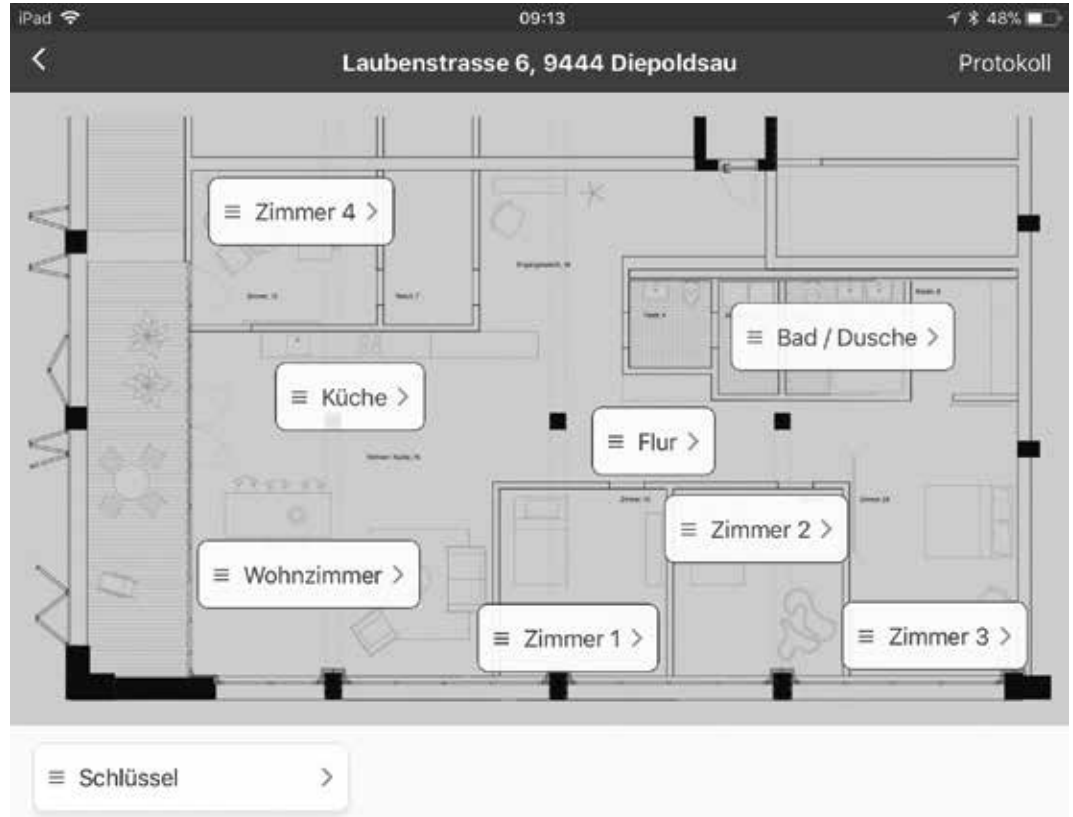 iPad 09:13 48%
Laubenstrasse 6, 9444 Diepoldsau Protokoll
Zimmer 4
Bad / Dusche
Küche
Flur
Zimmer 2
Wohnzimmer
Zimmer 1
Zimmer 3
Schlüssel